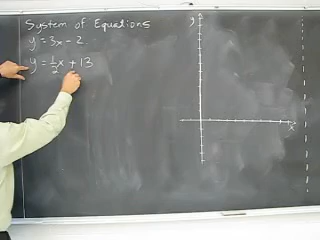 System of Equations
y=3x-2
y=½x+13
y
x